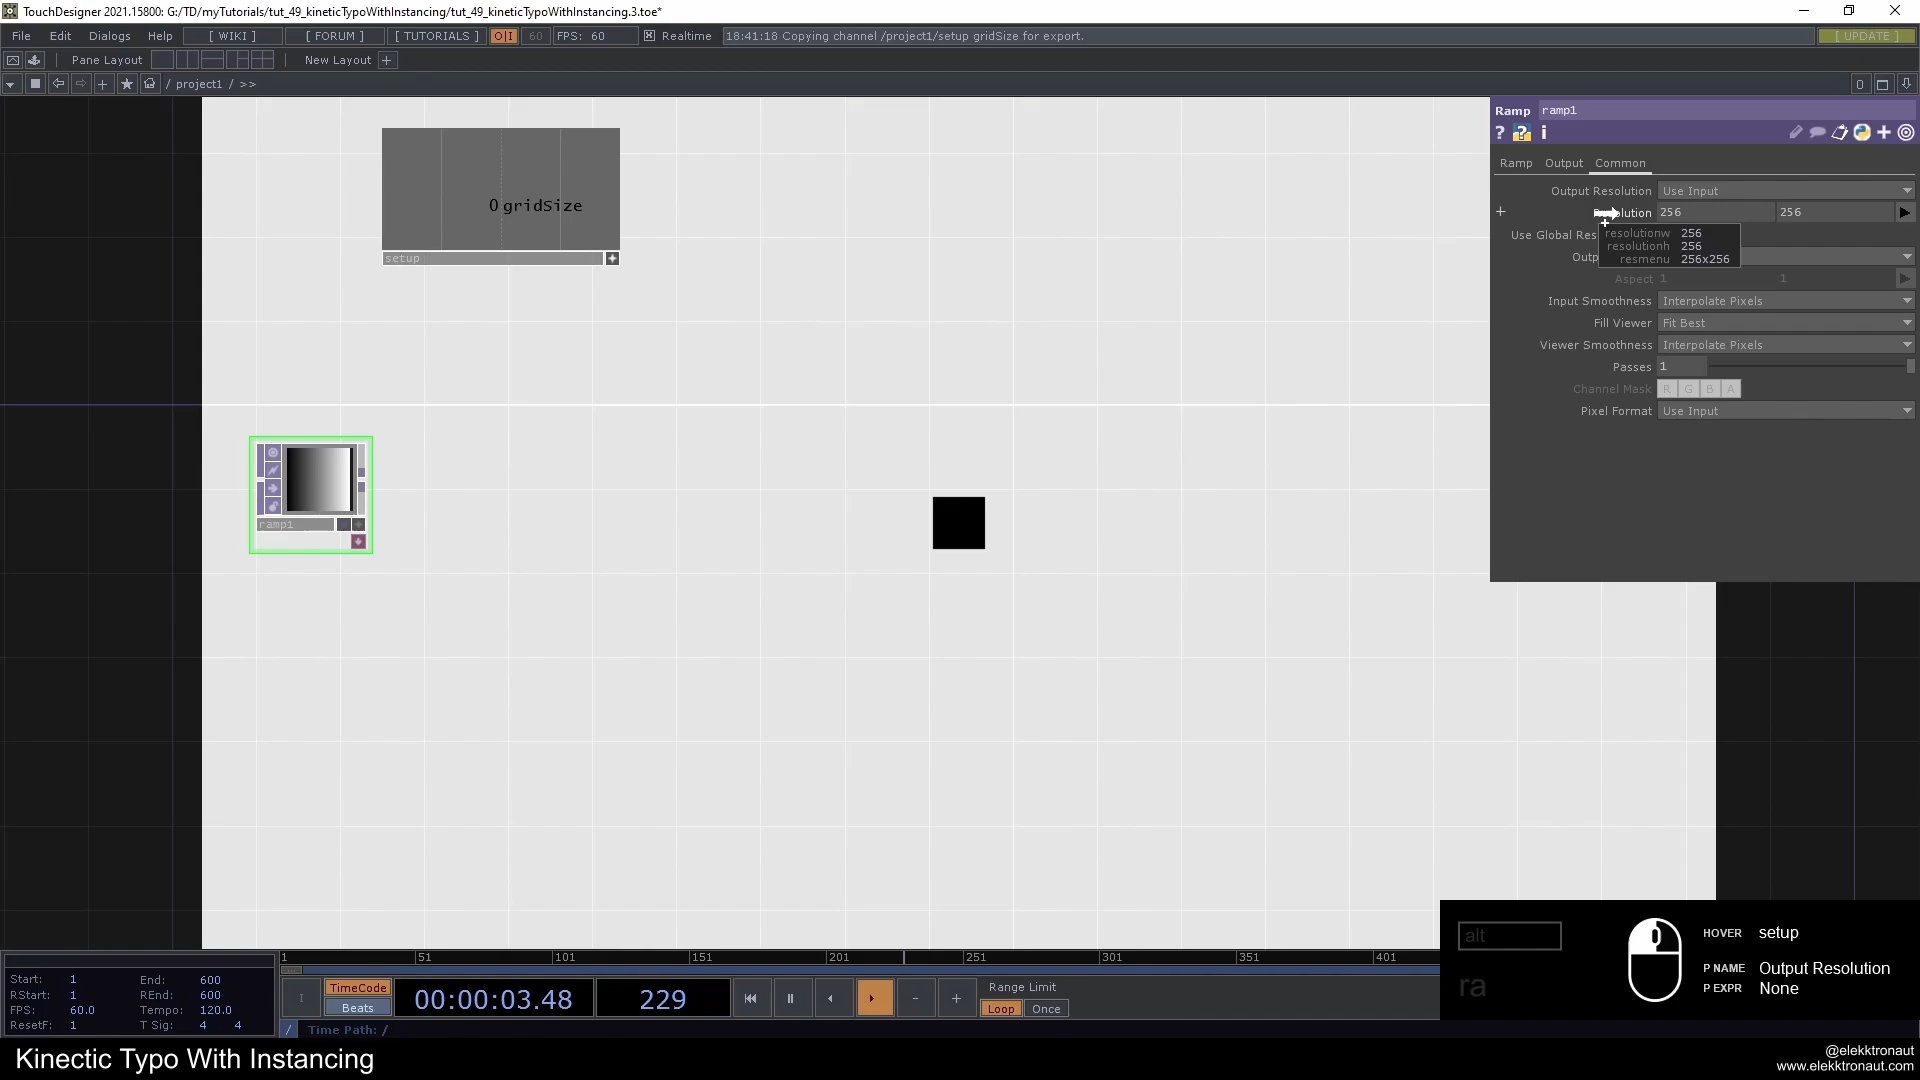 TouchDesigner 2021.15800: G:/TD/myTutorials/tut_49_kineticTypoWithInstancing/tut_49_kineticTypoWithInstancing.3.toe*
File Edit Dialogs Help [ WIKI ] [ FORUM ] [ TUTORIALS ] O|I 60 FPS: 60 Realtime 18:41:18 Copying channel /project1/setup gridSize for export. [ UPDATE ]
Pane Layout New Layout +
/ project1 / >> 0
Ramp ramp1
? ? i
Ramp Output Common
Output Resolution Use Input
Resolution 256 256
resolutionw 256
Use Global Res
resolutionh 256
Outp
resmenu 256x256
Aspect 1 1
Input Smoothness Interpolate Pixels
Fill Viewer Fit Best
Viewer Smoothness Interpolate Pixels
Passes 1
Channel Mask R G B A
Pixel Format Use Input
0 gridSize
setup
ramp1
alt
ra
HOVER setup
P NAME Output Resolution
P EXPR None
1 51 101 151 201 251 301 351 401
Start: 1 End: 600
RStart: 1 REnd: 600
FPS: 60.0 Tempo: 120.0
ResetF: 1 T Sig: 4 4
TimeCode
Beats
00:00:03.48 229
Range Limit
Loop Once
/ Time Path: /
Kinectic Typo With Instancing
@elekktronaut
www.elekktronaut.com